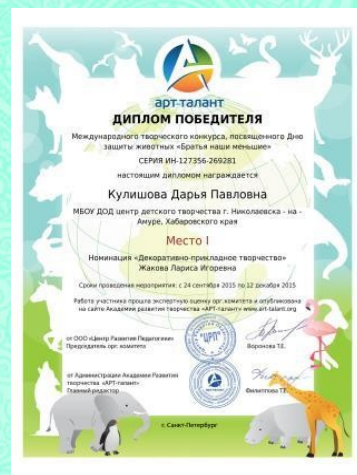 арт-талант
ДИПЛОМ ПОБЕДИТЕЛЯ
Международного творческого конкурса, посвященного Дню
защиты животных «Братья наши меньшие»
СЕРИЯ ИН-127356-269281
настоящим дипломом награждается
Кулишова Дарья Павловна
МБОУ ДОД центр детского творчества г. Николаевска - на -
Амуре, Хабаровского края
Место I
Номинация «Декоративно-прикладное творчество»
Жакова Лариса Игоревна
Сроки проведения мероприятия: с 24 сентября 2015 по 12 декабря 2015
Работа участника прошла экспертную оценку орг.комитета и опубликована
на сайте Академии развития творчества «АРТ-талант» www.art-talant.org
от ООО «Центр Развития Педагогики»
Председатель орг. комитета
"ЦРП"
Воронова Т.Е.
от Администрации Академии Развития
творчества «АРТ-талант»
Главный редактор
Филиппова Т.Е.
г. Санкт-Петербург